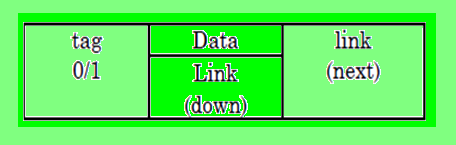 tag
0/1
Data
Link
(down)
link
(next)